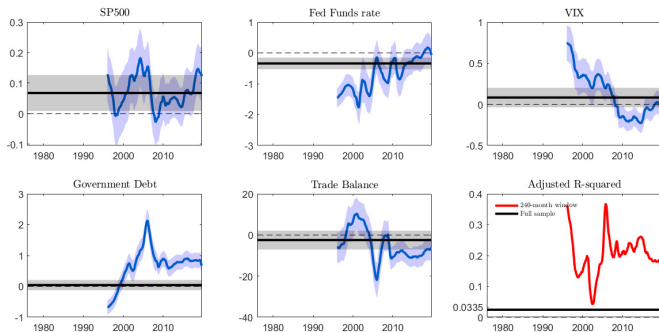 SP500
0.3
0.2
0.1
0
-0.1
1980 1990 2000 2010
Fed Funds rate
0
-1
-2
-3
1980 1990 2000 2010
VIX
1
0.5
0
-0.5
1980 1990 2000 2010
Government Debt
3
2
1
0
-1
1980 1990 2000 2010
Trade Balance
20
0
-20
-40
1980 1990 2000 2010
Adjusted R-squared
0.4
0.3
0.2
0.1
0.0335
0
240-month window
Full sample
1980 1990 2000 2010